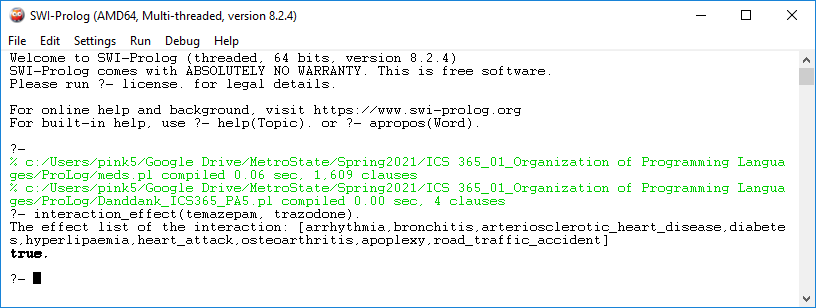 SWI-Prolog (AMD64, Multi-threaded, version 8.2.4)
File Edit Settings Run Debug Help
Welcome to SWI-Prolog (threaded, 64 bits, version 8.2.4)
SWI-Prolog comes with ABSOLUTELY NO WARRANTY. This is free software.
Please run ?- license. for legal details.
For online help and background, visit https://www.swi-prolog.org
For built-in help, use ?- help(Topic). or ?- apropos(Word).
?-
% c:/Users/pink5/Google Drive/MetroState/Spring2021/ICS 365_01_Organization of Programming Langua
ges/ProLog/meds.pl compiled 0.06 sec, 1,609 clauses
% c:/Users/pink5/Google Drive/MetroState/Spring2021/ICS 365_01_Organization of Programming Langua
ges/ProLog/Danddank_ICS365_PA5.pl compiled 0.00 sec, 4 clauses
?- interaction_effect(temazepam, trazodone).
The effect list of the interaction: [arrhythmia,bronchitis,arteriosclerotic_heart_disease,diabete
s,hyperlipaemia,heart_attack,osteoarthritis,apoplexy,road_traffic_accident]
true.
?-